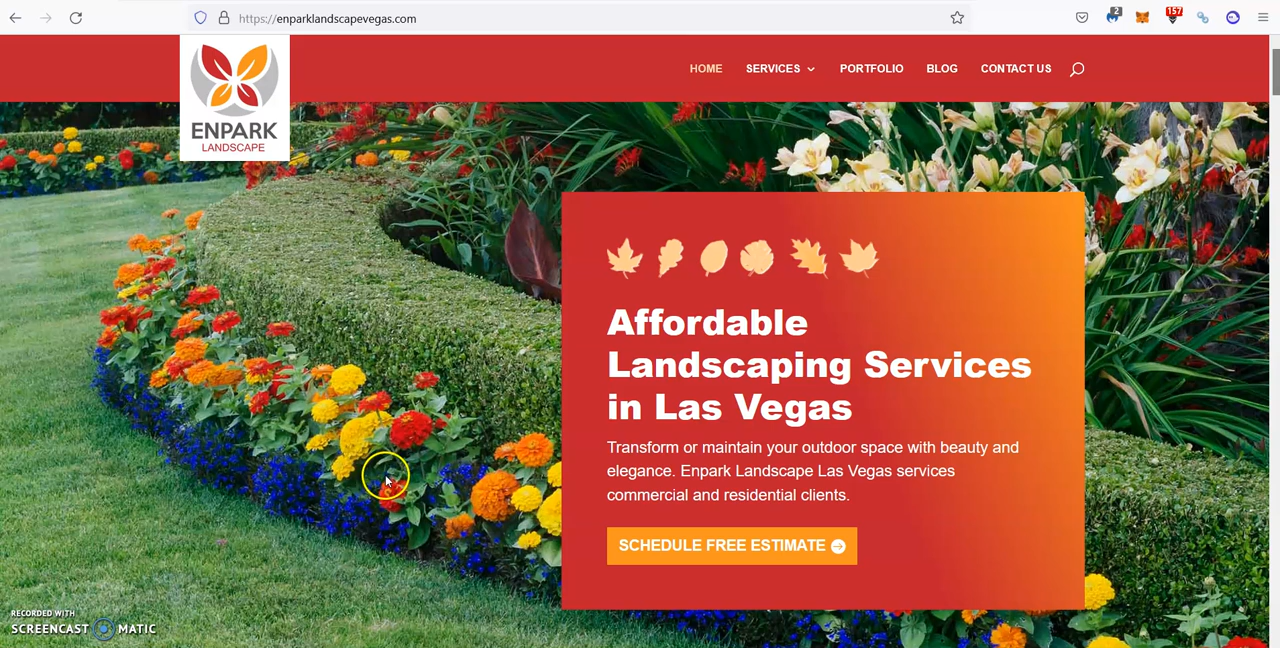 https://enparklandscapevegas.com
2
157
ENPARK
LANDSCAPE
HOME
SERVICES
PORTFOLIO
BLOG
CONTACT US
Affordable
Landscaping Services
in Las Vegas
Transform or maintain your outdoor space with beauty and
elegance. Enpark Landscape Las Vegas services
commercial and residential clients.
SCHEDULE FREE ESTIMATE
RECORDED WITH
SCREENCAST MATIC